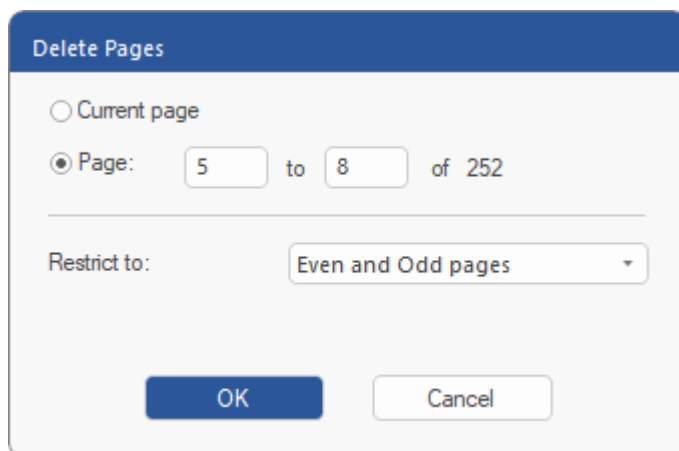 Delete Pages
Current page
Page: 5 to 8 of 252
Restrict to: Even and Odd pages
OK Cancel